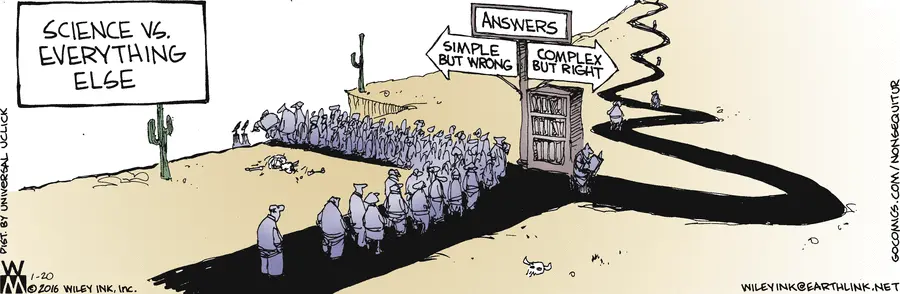 SCIENCE VS.
EVERYTHING
ELSE
ANSWERS
SIMPLE
BUT WRONG
COMPLEX
BUT RIGHT
DIST. BY UNIVERSAL UCLICK
WM
1-20
©2016 WILEY INK, INC.
WILEYINK@EARTHLINK.NET
GOCOMICS.COM/NONSEQUITUR